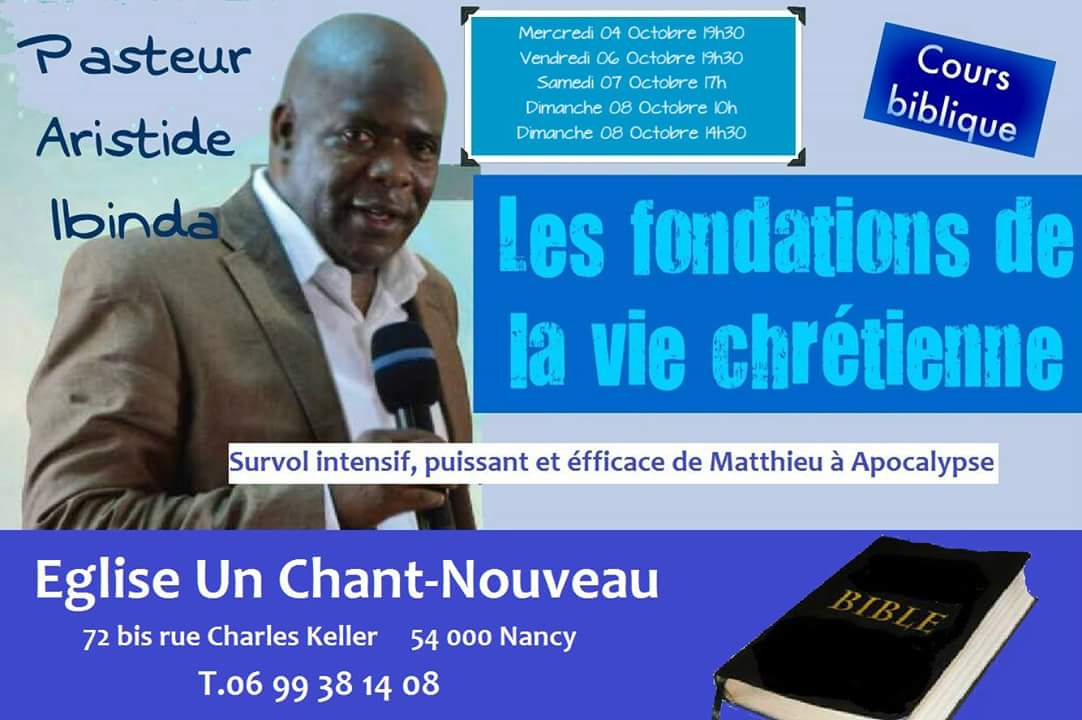 Pasteur
Aristide
Ibinda
Mercredi 04 Octobre 19h30
Vendredi 06 Octobre 19h30
Samedi 07 Octobre 17h
Dimanche 08 Octobre 10h
Dimanche 08 Octobre 14h30
Cours
biblique
Les fondations de
la vie chrétienne
Survol intensif, puissant et éfficace de Matthieu à Apocalypse
Eglise Un Chant-Nouveau
72 bis rue Charles Keller 54 000 Nancy
T.06 99 38 14 08
BIBLE